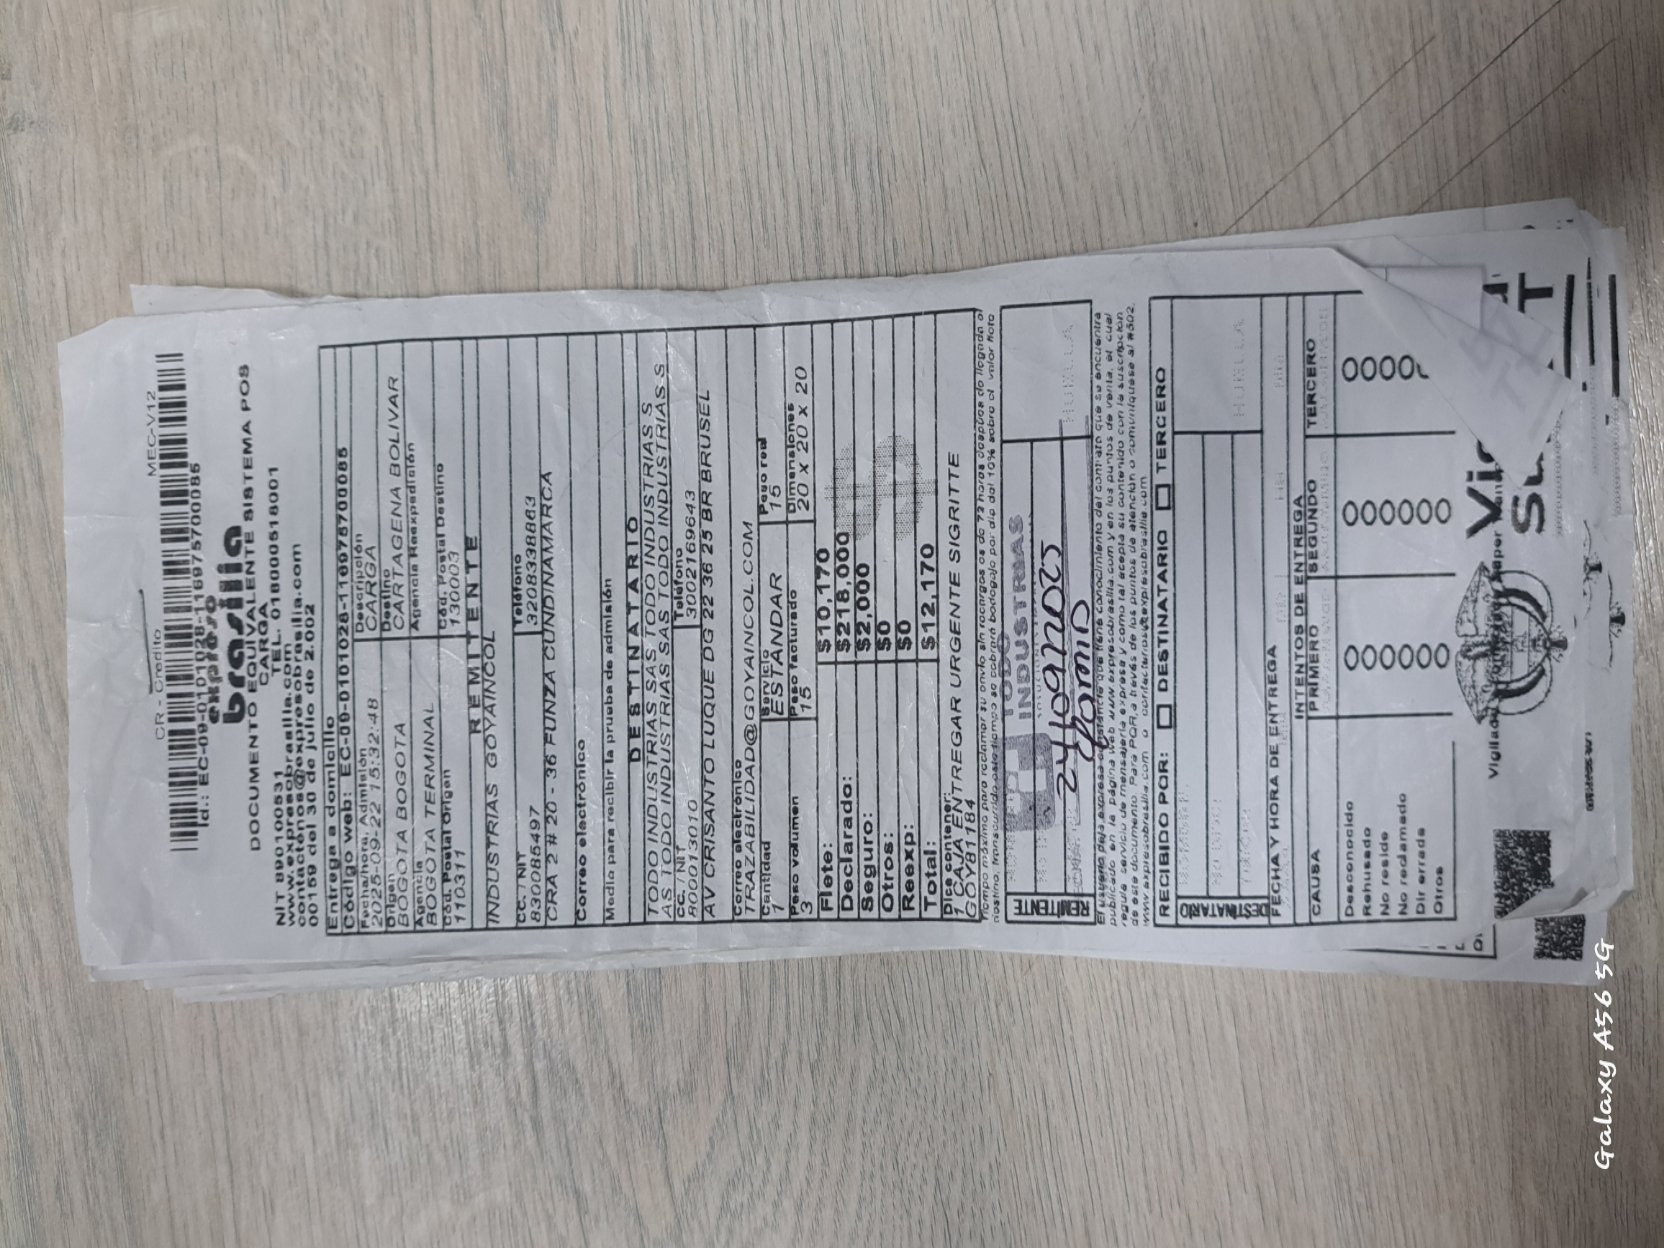 CR - Crédito
MEC-V12
Id.: EC-09-0101028-1169757000085
expreso
brasilia
DOCUMENTO EQUIVALENTE SISTEMA POS
CARGA
NIT 890100531 TEL. 018000518001
www.expresobrasilia.com
contactenos@expresobrasilia.com
00159 del 30 de julio de 2.002
Entrega a domicilio
Código web: EC-09-0101028-1169757000085
Fecha/hora. Admisión Descripción
2025-09-22 15:32:48 CARGA
Origen Destino
BOGOTA BOGOTA CARTAGENA BOLIVAR
Agencia Agencia Reexpedición
BOGOTA TERMINAL
Cód. Postal Origen Cód. Postal Destino
110311 130003
REMITENTE
INDUSTRIAS GOYAINCOL
CC. / NIT Teléfono
830085497 3208338863
CRA 2 # 20 - 36 FUNZA CUNDINAMARCA
Correo electrónico
Medio para recibir la prueba de admisión
DESTINATARIO
TODO INDUSTRIAS SAS TODO INDUSTRIAS S
AS TODO INDUSTRIAS SAS TODO INDUSTRIAS S
CC. / NIT Teléfono
8000013010 3002169643
AV CRISANTO LUQUE DG 22 36 25 BR BRUSEL
Correo electrónico
TRAZABILIDAD@GOYAINCOL.COM
Cantidad Servicio Peso real
1 ESTANDAR 15
Peso volumen Peso facturado Dimensiones
3 15 20 x 20 x 20
Flete: $10,170
Declarado: $218,000
Seguro: $2,000
Otros: $0
Reexp: $0
Total: $12,170
Dice contener:
1 CAJA ENTREGAR URGENTE SIGRITTE
GOY81184
TODO
INDUSTRIAS
REMITENTE
HUELLA
RECIBIDO POR: DESTINATARIO TERCERO
DESTINATARIO
HUELLA
FECHA Y HORA DE ENTREGA
INTENTOS DE ENTREGA
CAUSA PRIMERO SEGUNDO TERCERO
Desconocido
Rehusado
No reside
No reclamado
Dir errada
Otros
Galaxy A56 5G